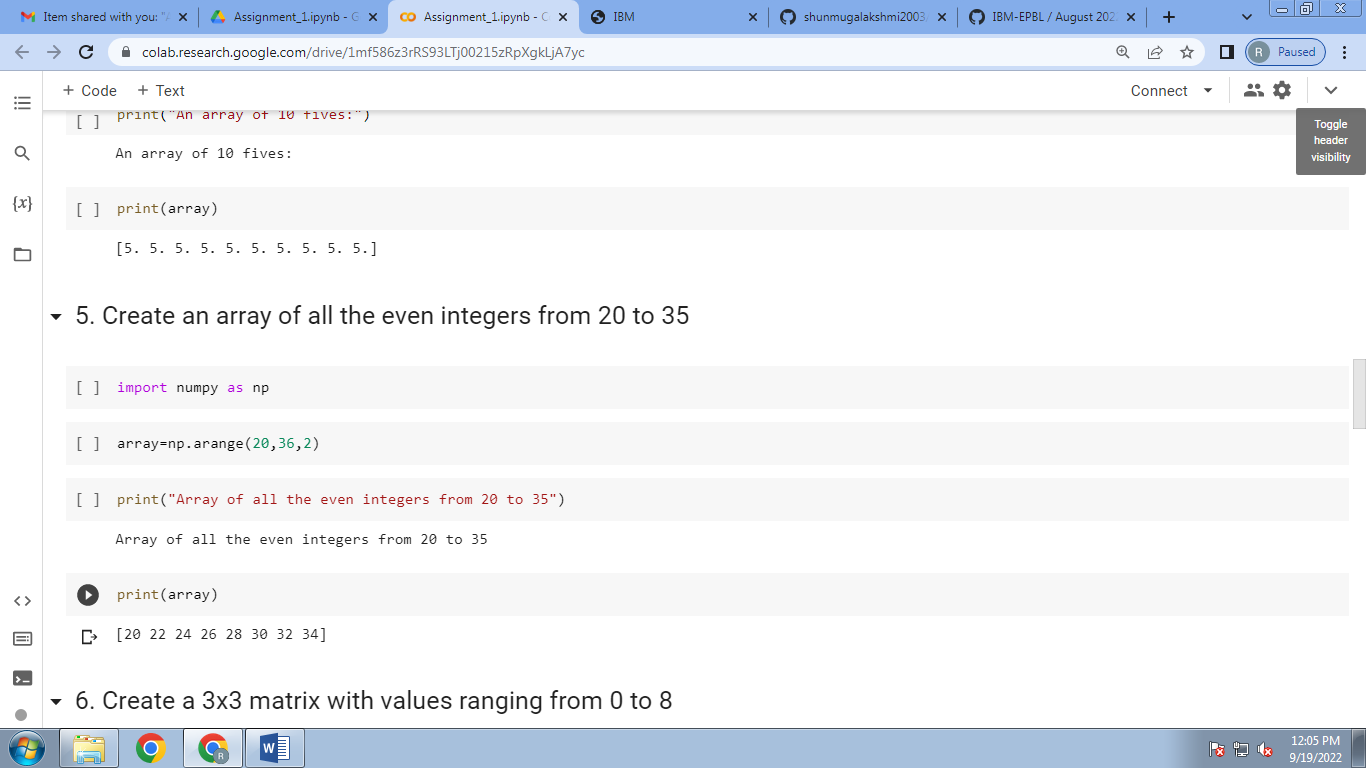 Item shared with you: "A
Assignment_1.ipynb - G
Assignment_1.ipynb - C
IBM
shunmugalakshmi2003
IBM-EPBL / August 202
colab.research.google.com/drive/1mf586z3rRS93LTj00215zRpXgkLjA7yc
R Paused
+ Code + Text
Connect
Toggle
header
visibility
[ ] print("An array of 10 fives:")
An array of 10 fives:
{x}
[ ] print(array)
[5. 5. 5. 5. 5. 5. 5. 5. 5. 5.]
5. Create an array of all the even integers from 20 to 35
[ ] import numpy as np
[ ] array=np.arange(20,36,2)
[ ] print("Array of all the even integers from 20 to 35")
Array of all the even integers from 20 to 35
print(array)
[20 22 24 26 28 30 32 34]
6. Create a 3x3 matrix with values ranging from 0 to 8
R
W
12:05 PM
9/19/2022